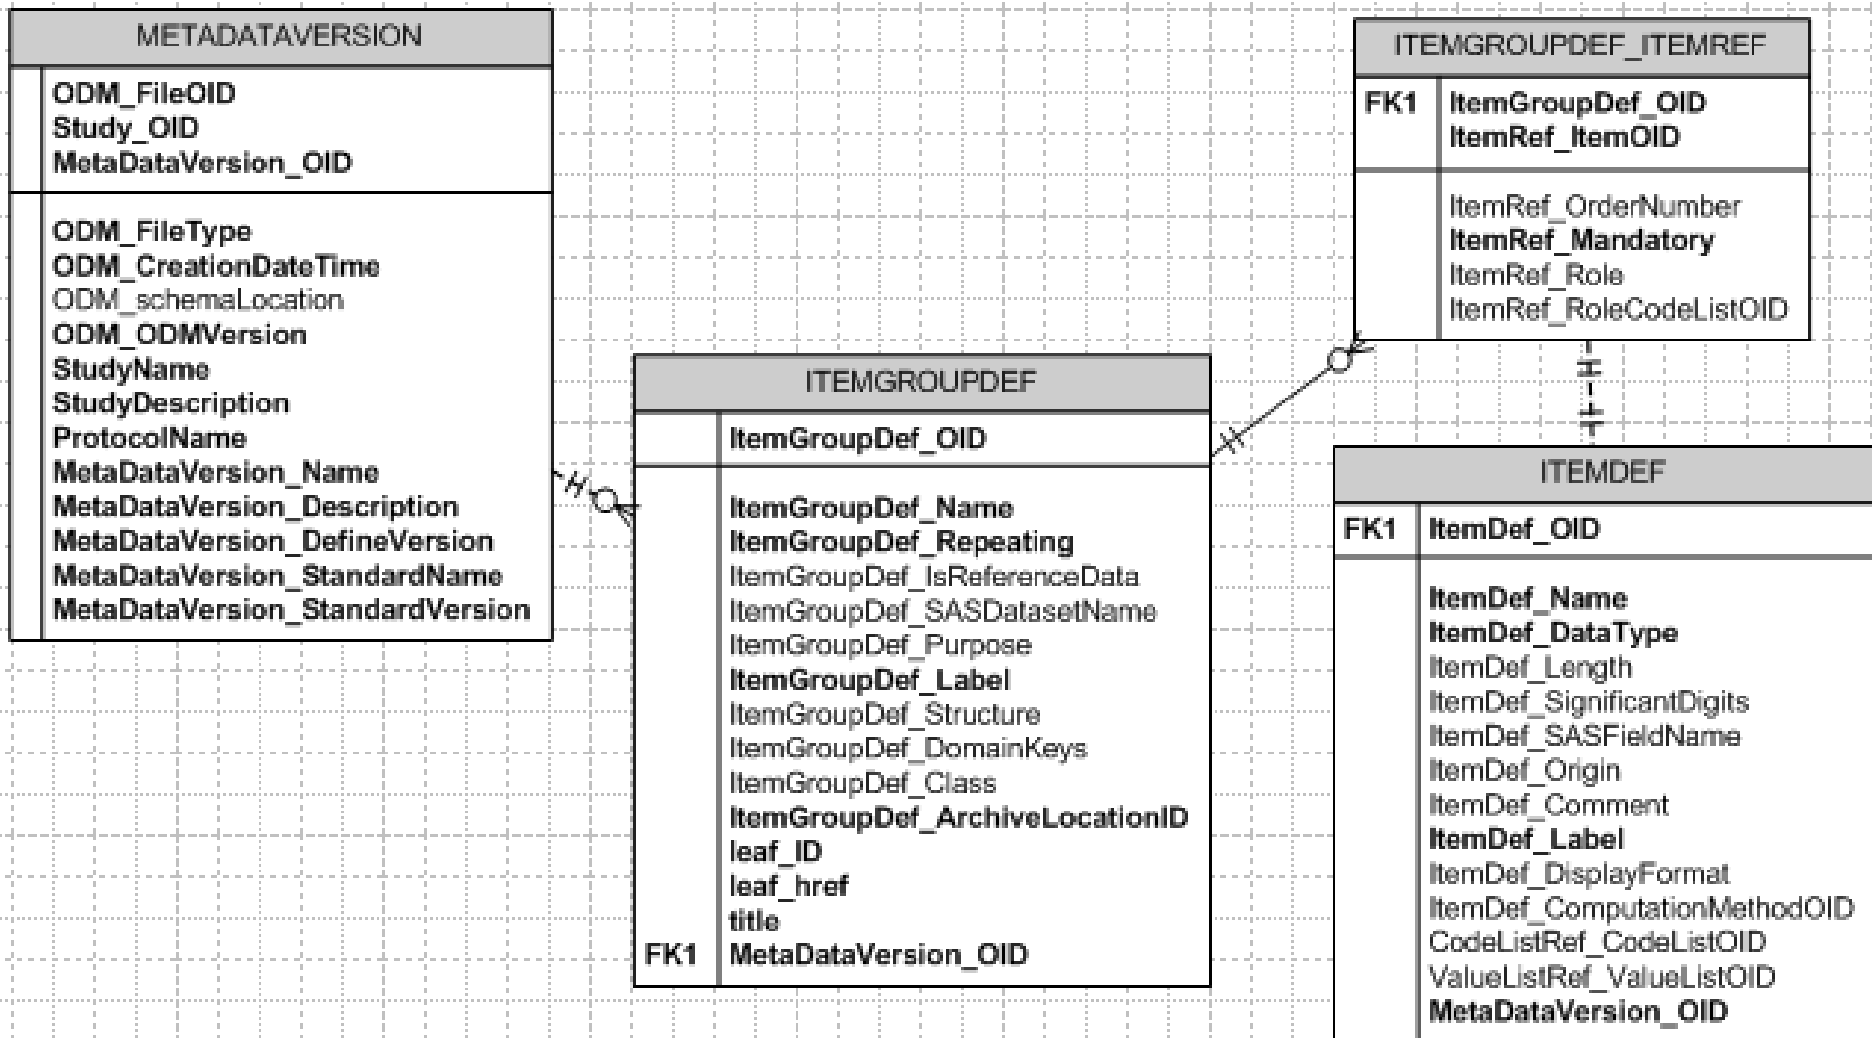 METADATAVERSION
ODM_FileOID
Study_OID
MetaDataVersion_OID
ODM_FileType
ODM_CreationDateTime
ODM_schemaLocation
ODM_ODMVersion
StudyName
StudyDescription
ProtocolName
MetaDataVersion_Name
MetaDataVersion_Description
MetaDataVersion_DefineVersion
MetaDataVersion_StandardName
MetaDataVersion_StandardVersion
ITEMGROUPDEF
ItemGroupDef_OID
ItemGroupDef_Name
ItemGroupDef_Repeating
ItemGroupDef_IsReferenceData
ItemGroupDef_SASDatasetName
ItemGroupDef_Purpose
ItemGroupDef_Label
ItemGroupDef_Structure
ItemGroupDef_DomainKeys
ItemGroupDef_Class
ItemGroupDef_ArchiveLocationID
leaf_ID
leaf_href
title
FK1 MetaDataVersion_OID
ITEMGROUPDEF_ITEMREF
FK1 ItemGroupDef_OID
ItemRef_ItemOID
ItemRef_OrderNumber
ItemRef_Mandatory
ItemRef_Role
ItemRef_RoleCodeListOID
ITEMDEF
FK1 ItemDef_OID
ItemDef_Name
ItemDef_DataType
ItemDef_Length
ItemDef_SignificantDigits
ItemDef_SASFieldName
ItemDef_Origin
ItemDef_Comment
ItemDef_Label
ItemDef_DisplayFormat
ItemDef_ComputationMethodOID
CodeListRef_CodeListOID
ValueListRef_ValueListOID
MetaDataVersion_OID